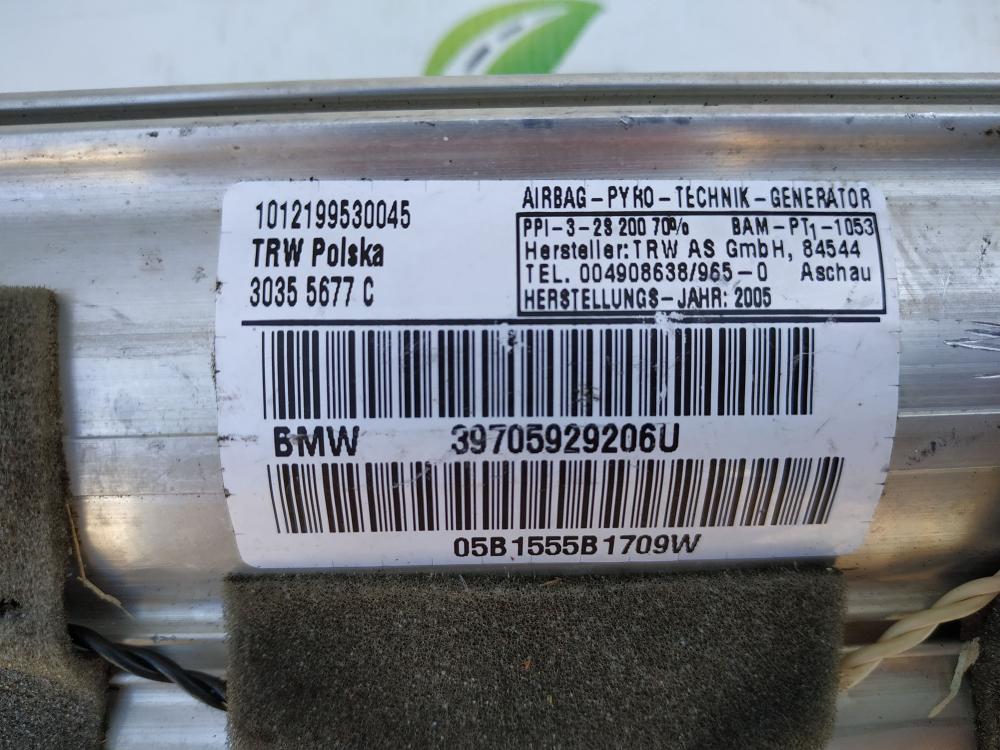 1012199530045
TRW Polska
3035 5677 C
AIRBAG-PYRO-TECHNIK-GENERATOR
PPI-3-2S 200 70% BAM-PT1-1053
Hersteller: TRW AS GmbH, 84544
TEL. 004908638/965-0 Aschau
HERSTELLUNGS-JAHR: 2005
BMW 39705929206U
05B1555B1709W